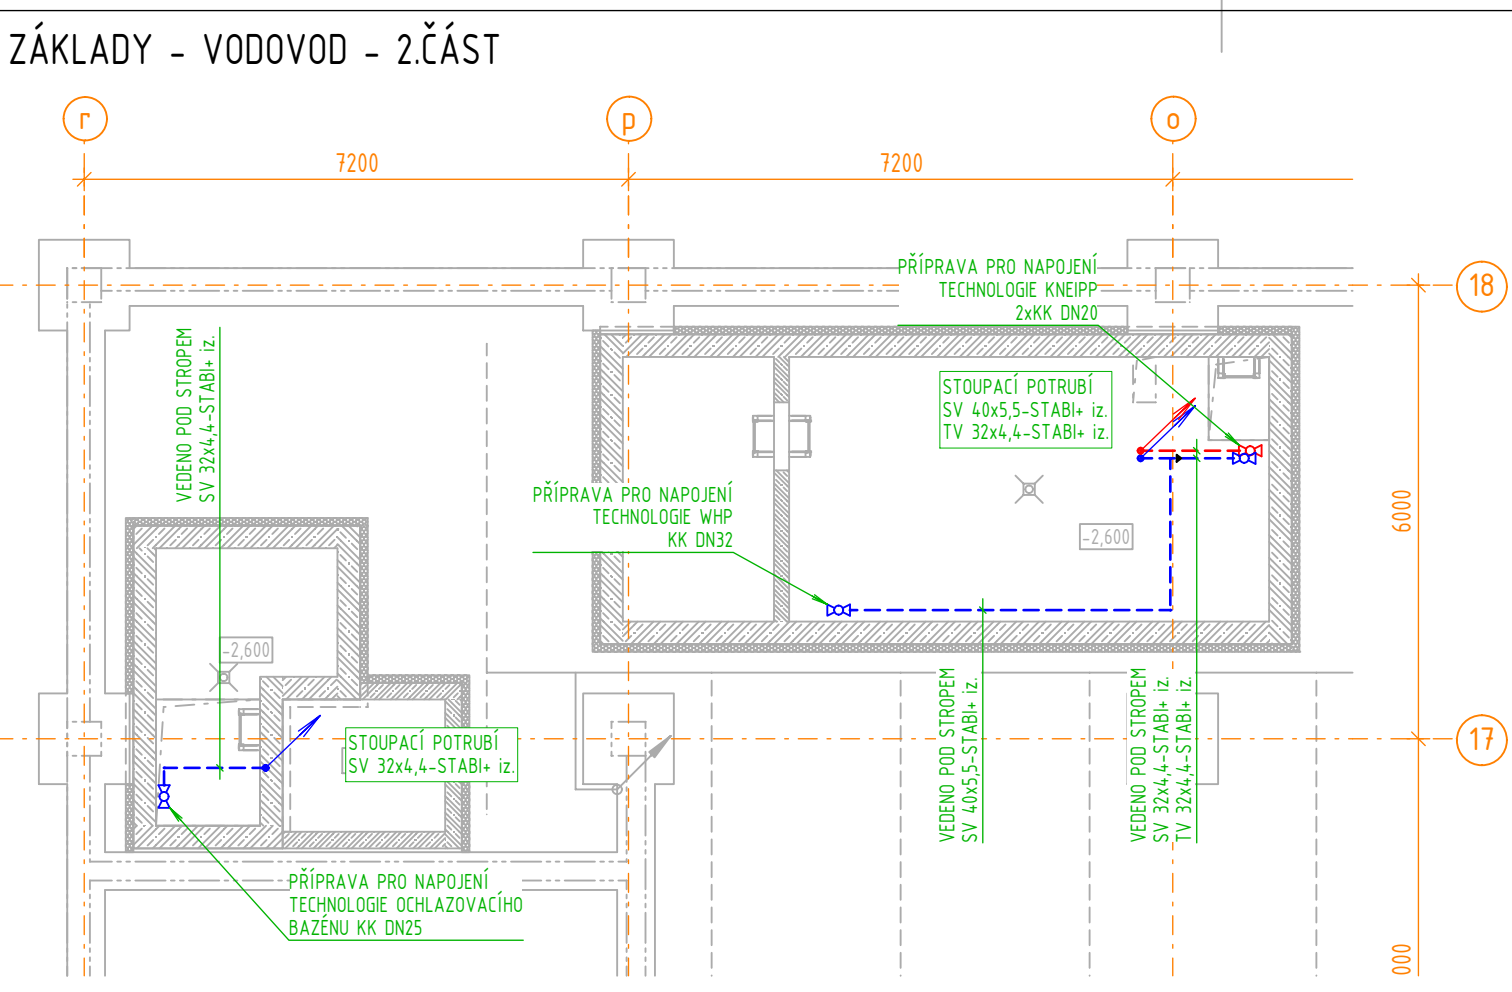 ZÁKLADY - VODOVOD - 2.ČÁST
r
p
o
7200
7200
18
PŘÍPRAVA PRO NAPOJENÍ
TECHNOLOGIE KNEIPP
2xKK DN20
VEDENO POD STROPEM
SV 32x4,4-STABI+ iz.
STOUPACÍ POTRUBÍ
SV 40x5,5-STABI+ iz.
TV 32x4,4-STABI+ iz.
PŘÍPRAVA PRO NAPOJENÍ
TECHNOLOGIE WHP
KK DN32
-2,600
6000
-2,600
STOUPACÍ POTRUBÍ
SV 32x4,4-STABI+ iz.
VEDENO POD STROPEM
SV 40x5,5-STABI+ iz.
VEDENO POD STROPEM
SV 32x4,4-STABI+ iz.
TV 32x4,4-STABI+ iz.
17
PŘÍPRAVA PRO NAPOJENÍ
TECHNOLOGIE OCHLAZOVACÍHO
BAZÉNU KK DN25
000